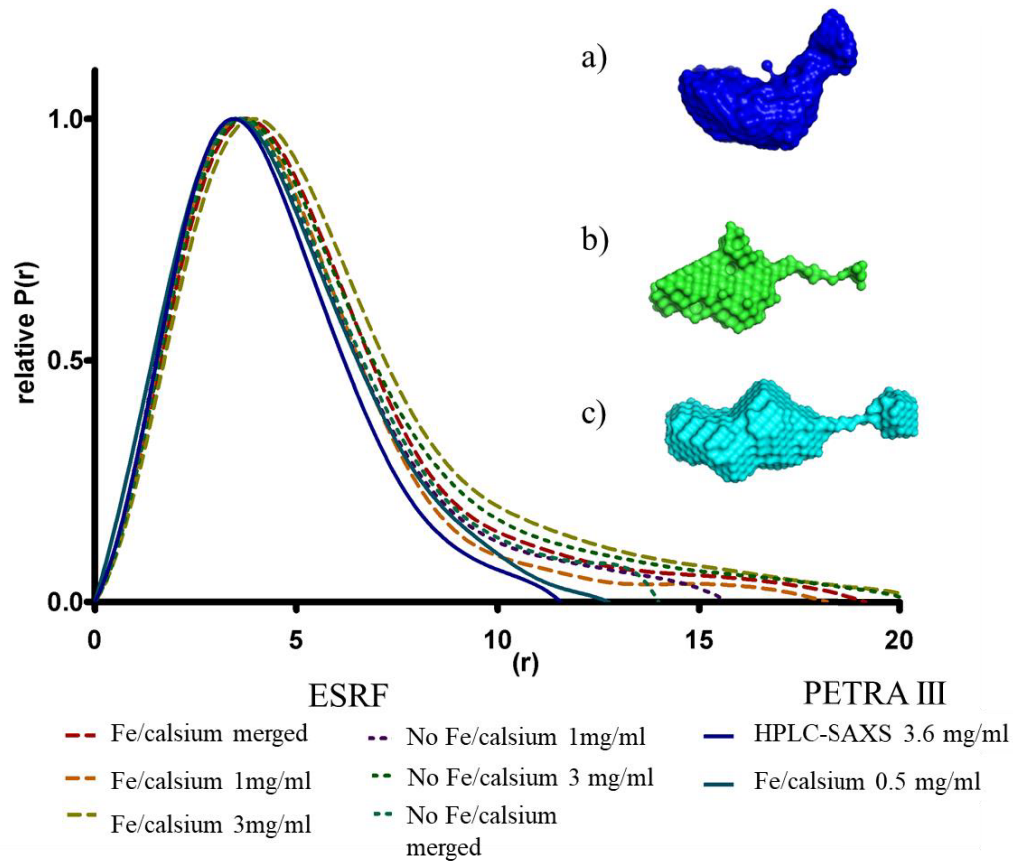 a)
b)
c)
relative P(r)
1.0
0.5
0.0
0
5
10
15
20
(r)
ESRF
PETRA III
Fe/calsium merged
Fe/calsium 1mg/ml
Fe/calsium 3mg/ml
No Fe/calsium 1mg/ml
No Fe/calsium 3 mg/ml
No Fe/calsium
merged
HPLC-SAXS 3.6 mg/ml
Fe/calsium 0.5 mg/ml